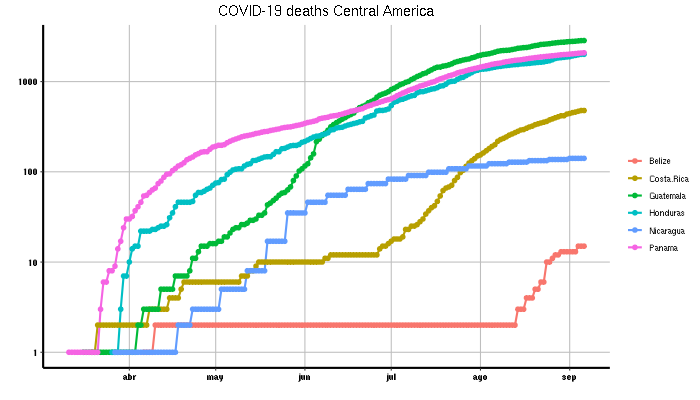 COVID-19 deaths Central America
1000
100
10
1
abr
may
jun
jul
ago
sep
Belize
Costa.Rica
Guatemala
Honduras
Nicaragua
Panama